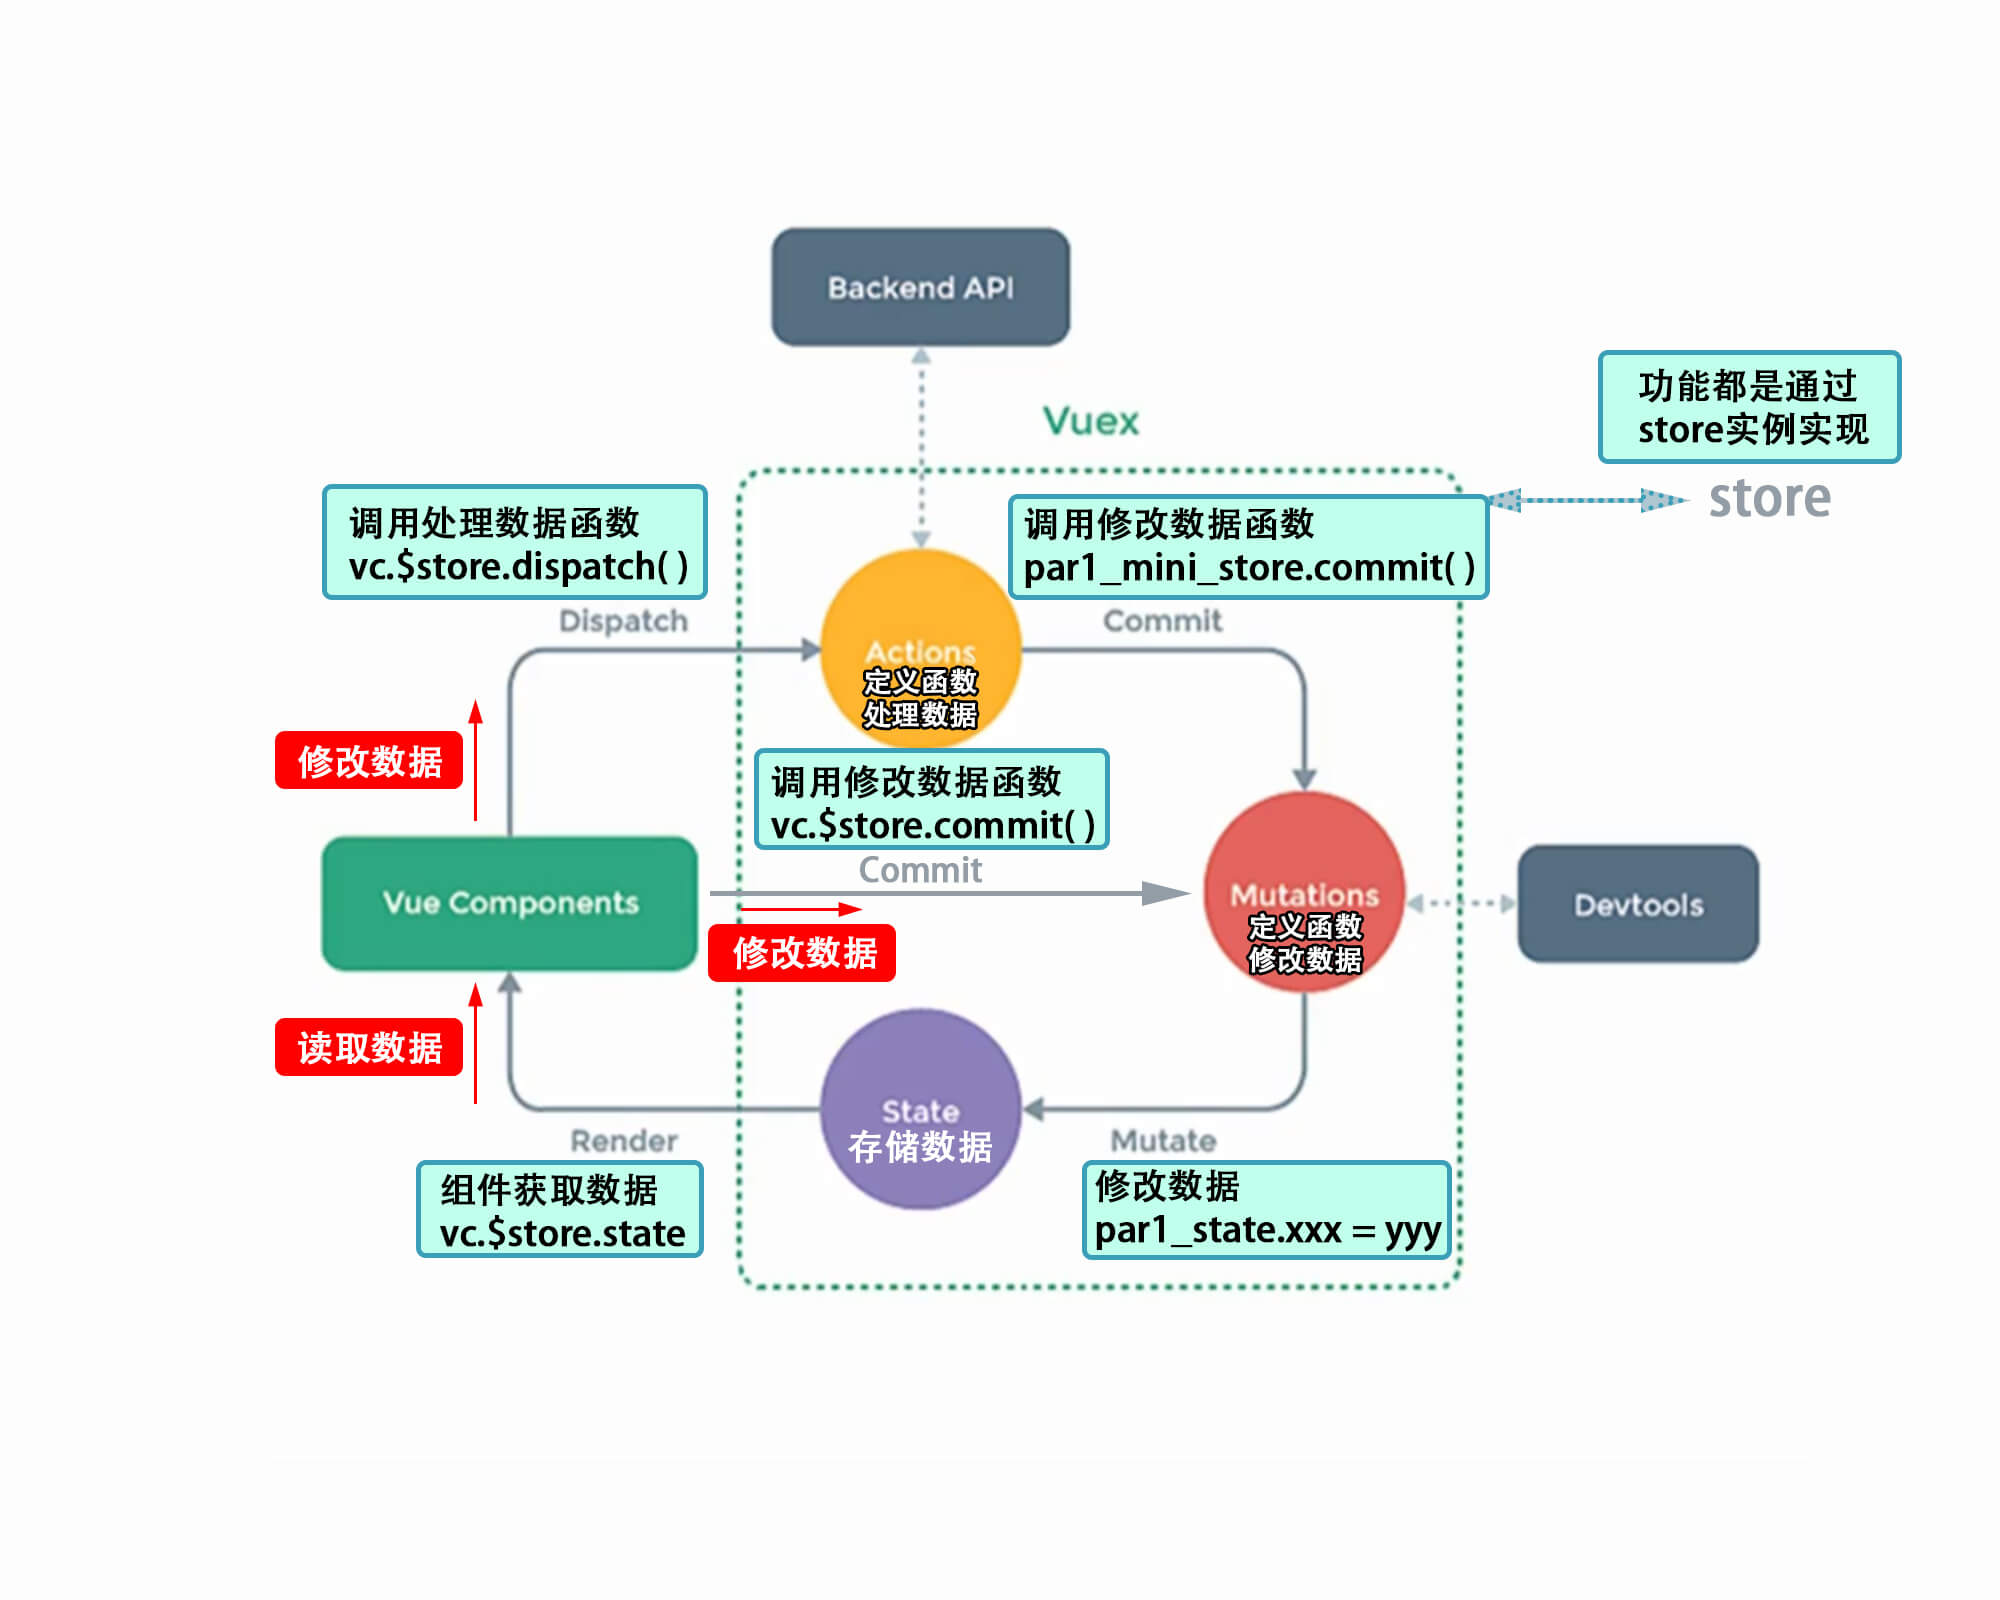 Backend API
Vuex
功能都是通过
store实例实现
store
调用处理数据函数
vc.$store.dispatch( )
调用修改数据函数
par1_mini_store.commit( )
Dispatch
Commit
Actions
定义函数
处理数据
修改数据
调用修改数据函数
vc.$store.commit( )
Commit
Vue Components
Mutations
定义函数
修改数据
Devtools
修改数据
读取数据
State
存储数据
Render
Mutate
组件获取数据
vc.$store.state
修改数据
par1_state.xxx = yyy